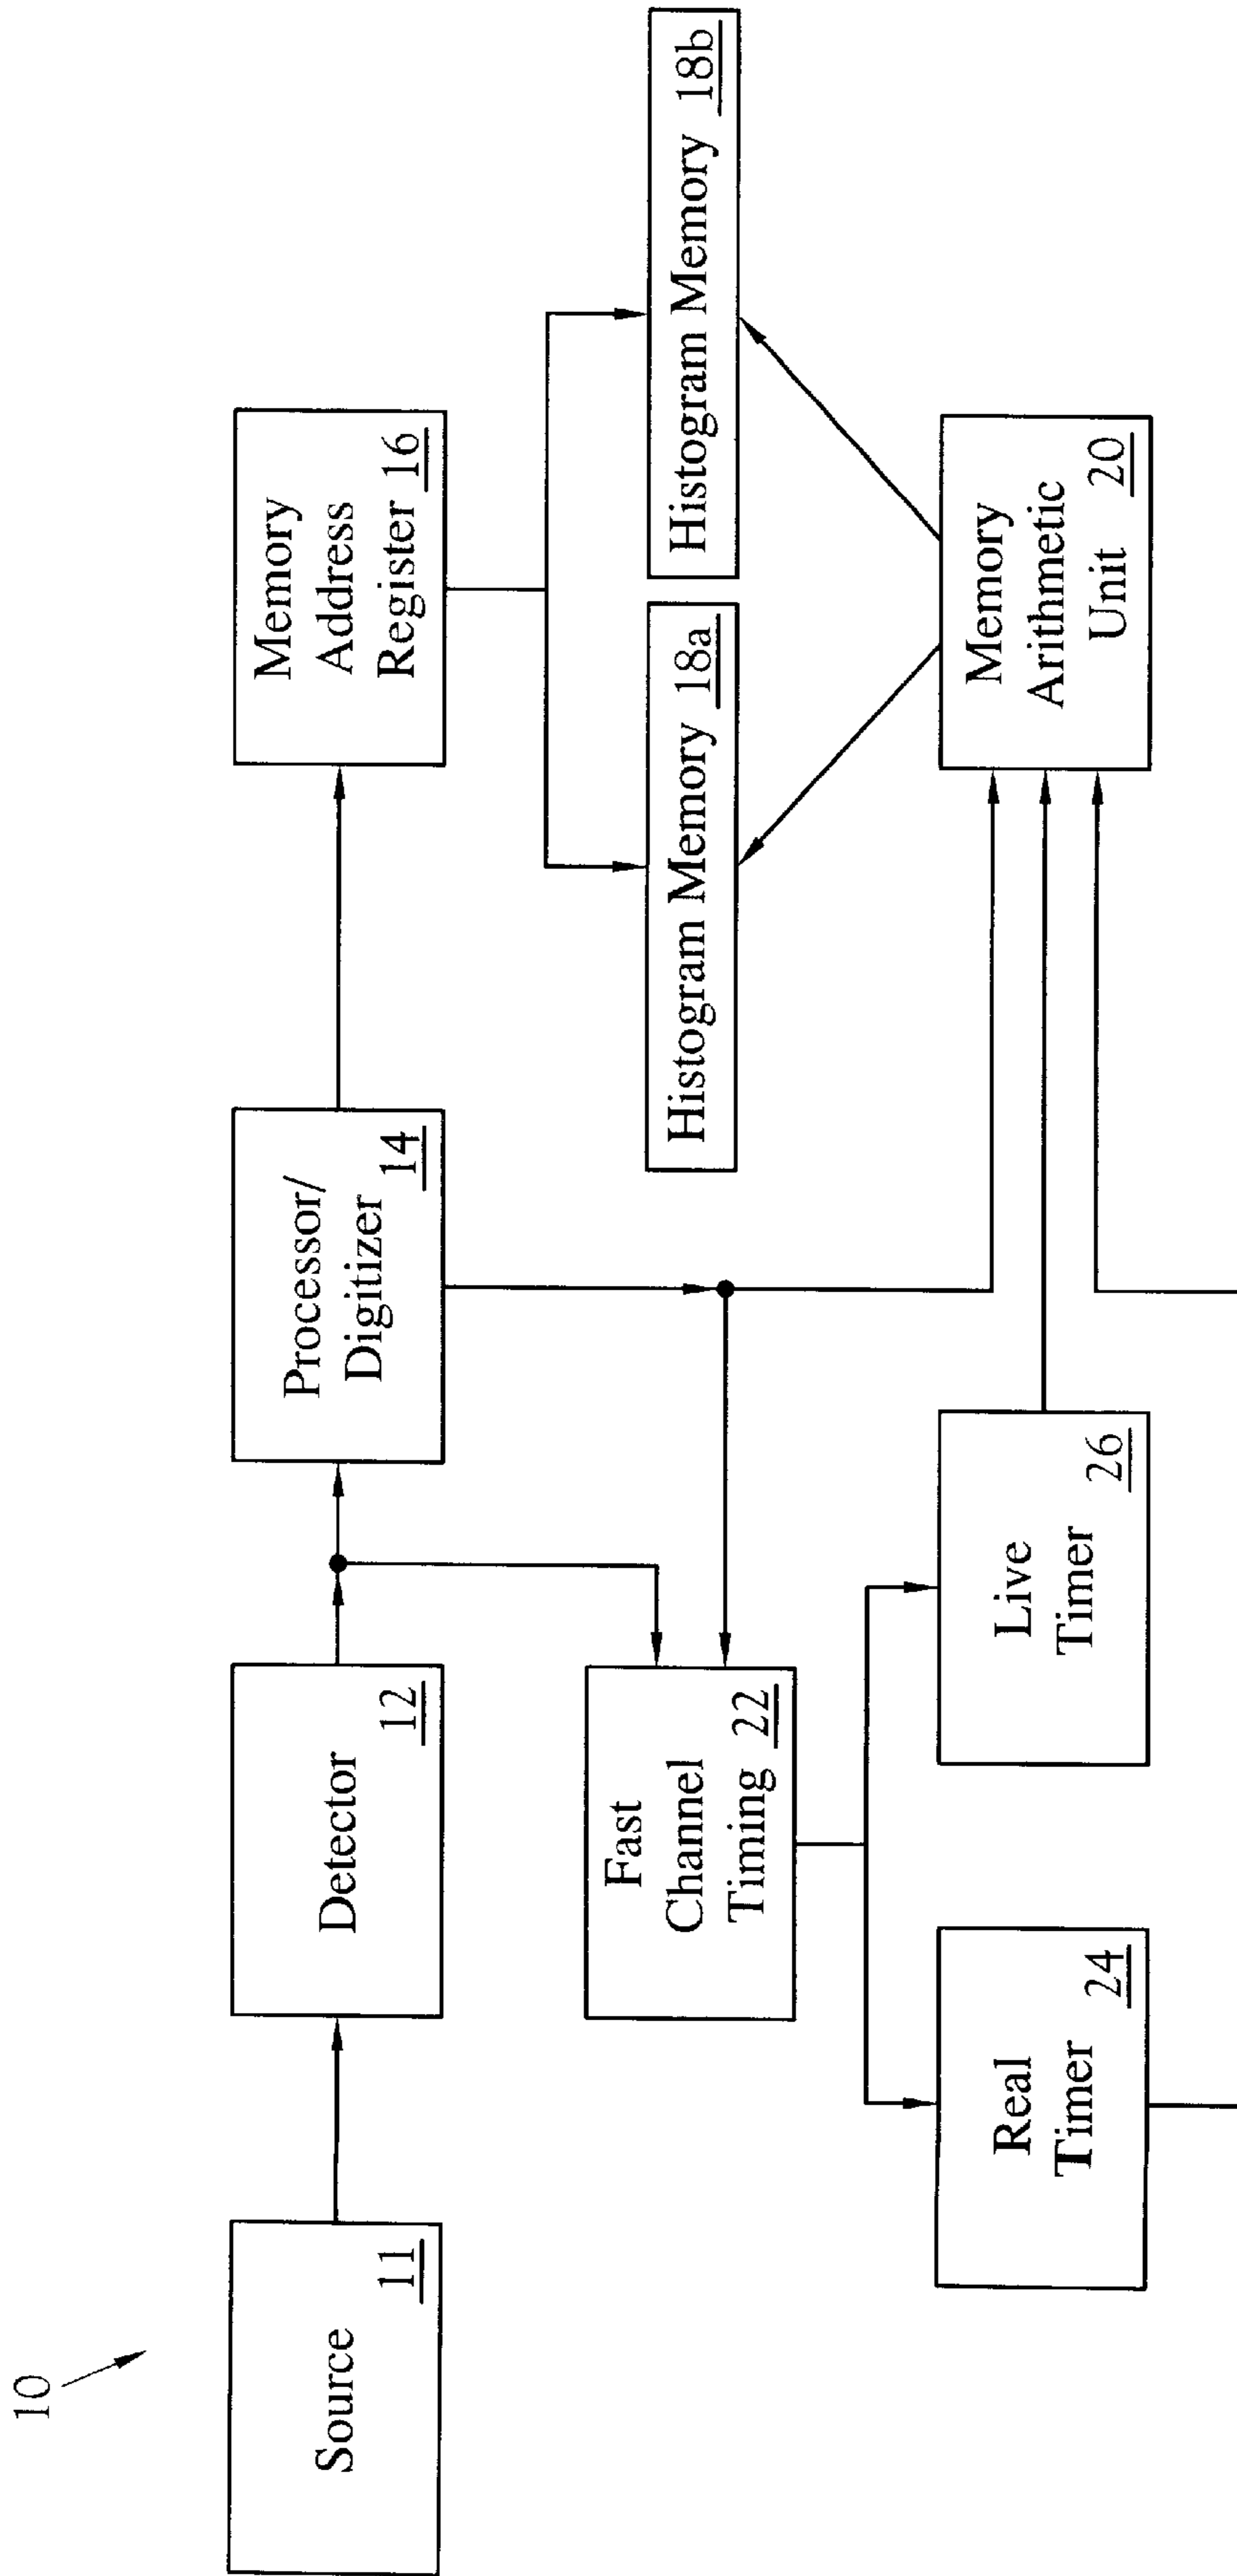 10
Source
11
Detector
12
Processor/
Digitizer
14
Memory
Address
Register 16
Histogram Memory 18a
Histogram Memory 18b
Fast
Channel
Timing 22
Real
Timer
24
Live
Timer
26
Memory
Arithmetic
Unit 20